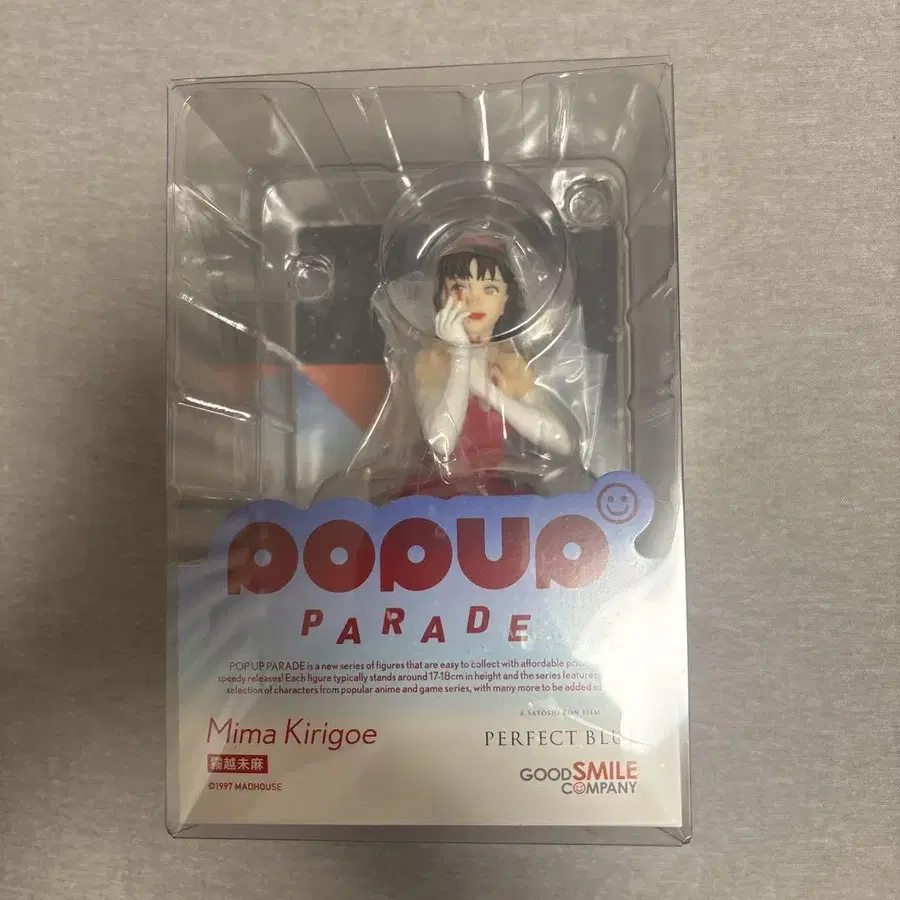 POPUP
PARADE
POP UP PARADE is a new series of figures that are easy to collect with affordable
speedy releases! Each figure typically stands around 17-18cm in height and the series features
selection of characters from popular anime and game series, with many more to be added
Mima Kirigoe
霧越未麻
©1997 MADHOUSE
A SATOSHI KON FILM
PERFECT BLUE
GOOD SMILE
COMPANY